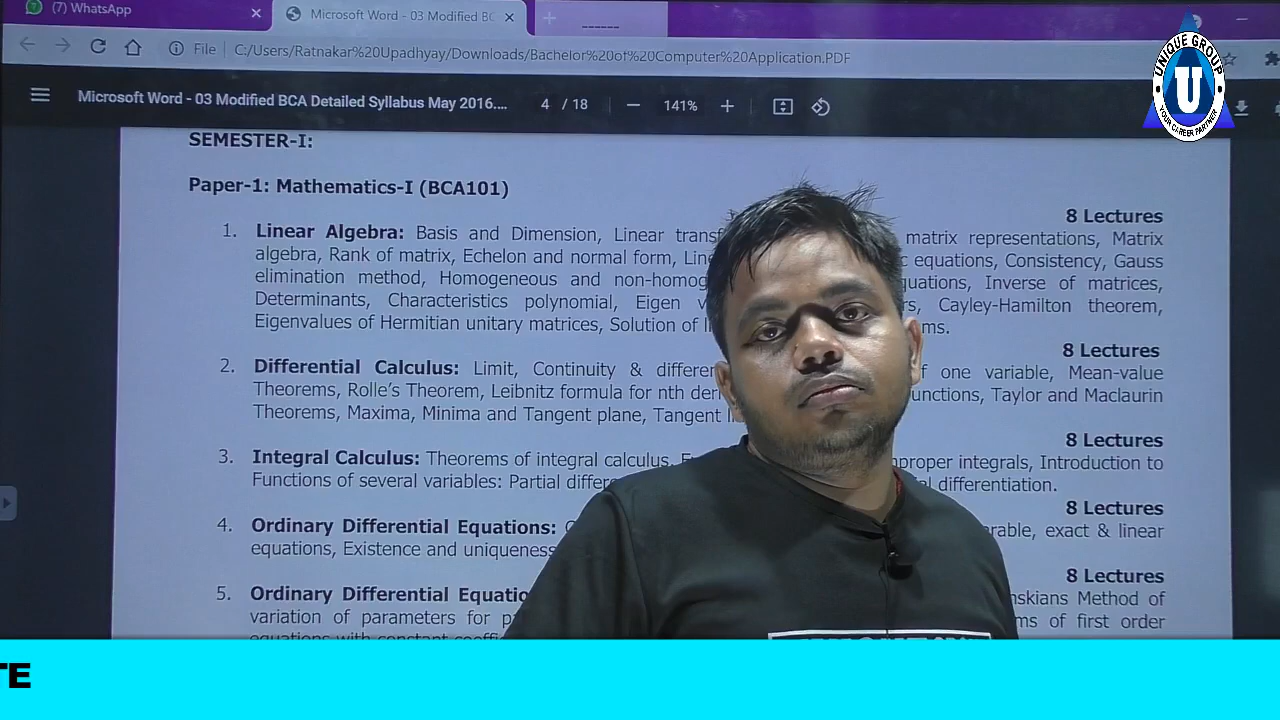 (7) WhatsApp
Microsoft Word - 03 Modified BC
File
C:/Users/Ratnakar%20Upadhyay/Downloads/Bachelor%20of%20Computer%20Application.PDF
Microsoft Word - 03 Modified BCA Detailed Syllabus May 2016....
4 / 18
141%
UNIQUE GROUP
U
YOUR CAREER PARTNER
SEMESTER-I:
Paper-1: Mathematics-I (BCA101)
8 Lectures
1. Linear Algebra: Basis and Dimension, Linear matrix representations, Matrix
algebra, Rank of matrix, Echelon and normal form, equations, Consistency, Gauss
elimination method, Homogeneous and Inverse of matrices,
Determinants, Characteristics polynomial, Eigen Cayley-Hamilton theorem,
Eigenvalues of Hermitian unitary matrices, Solution of
8 Lectures
2. Differential Calculus: Limit, Continuity & of one variable, Mean-value
Theorems, Rolle's Theorem, Leibnitz formula for nth Taylor and Maclaurin
Theorems, Maxima, Minima and Tangent plane, Tangent
8 Lectures
3. Integral Calculus: Theorems of integral calculus, improper integrals, Introduction to
Functions of several variables: Partial differentiation.
8 Lectures
4. Ordinary Differential Equations: exact & linear
equations, Existence and uniqueness
8 Lectures
5. Ordinary Differential Method of
variation of parameters for of first order
equations with constant
TE